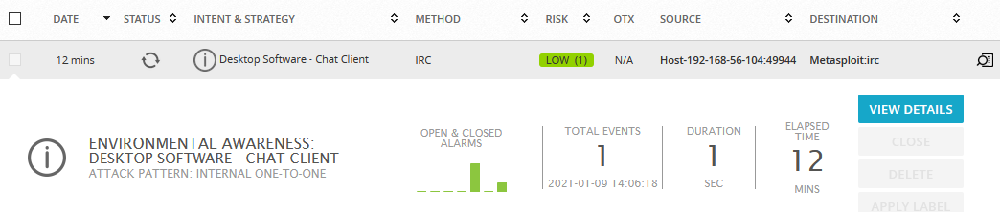 DATE STATUS INTENT & STRATEGY METHOD RISK OTX SOURCE DESTINATION
12 mins Desktop Software - Chat Client IRC LOW (1) N/A Host-192-168-56-104:49944 Metasploit:irc
ENVIRONMENTAL AWARENESS:
DESKTOP SOFTWARE - CHAT CLIENT
ATTACK PATTERN: INTERNAL ONE-TO-ONE
OPEN & CLOSED
ALARMS
TOTAL EVENTS
1
2021-01-09 14:06:18
DURATION
1
SEC
ELAPSED
TIME
12
MINS
VIEW DETAILS
CLOSE
DELETE
APPLY LABEL